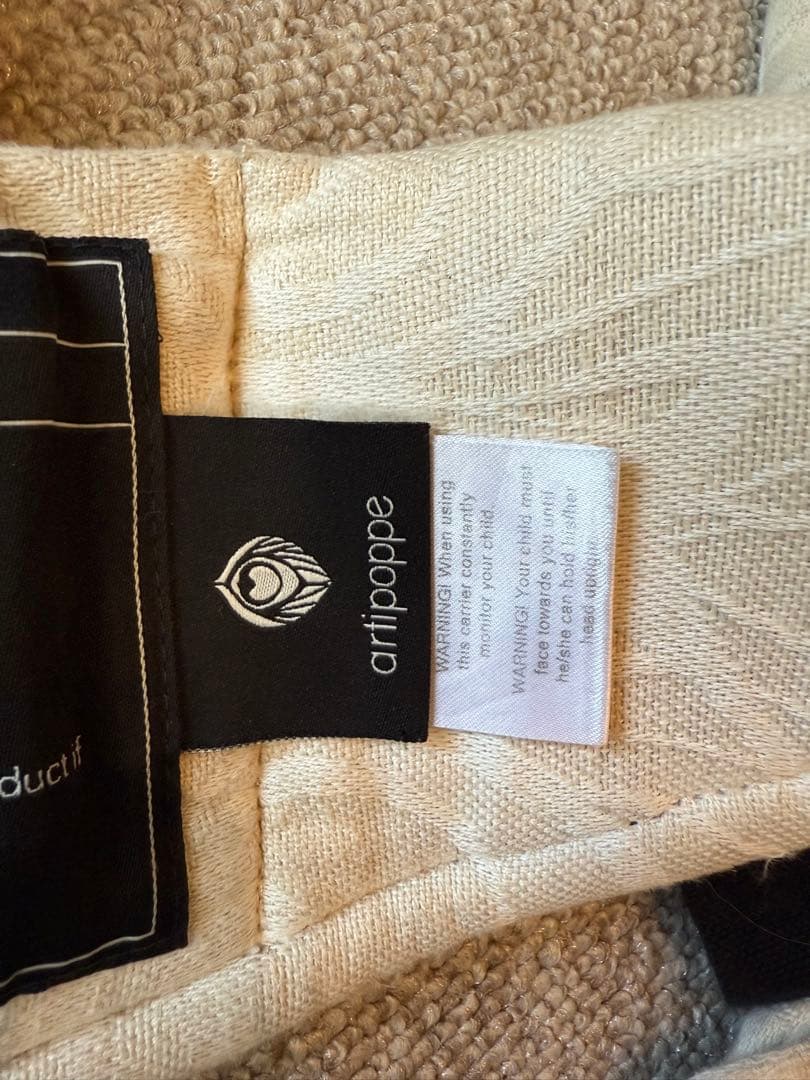 ductif
artipoppe
WARNING! When using
this carrier constantly
monitor your child.
WARNING! Your child must
face towards you until
he/she can hold his/her
head upright.